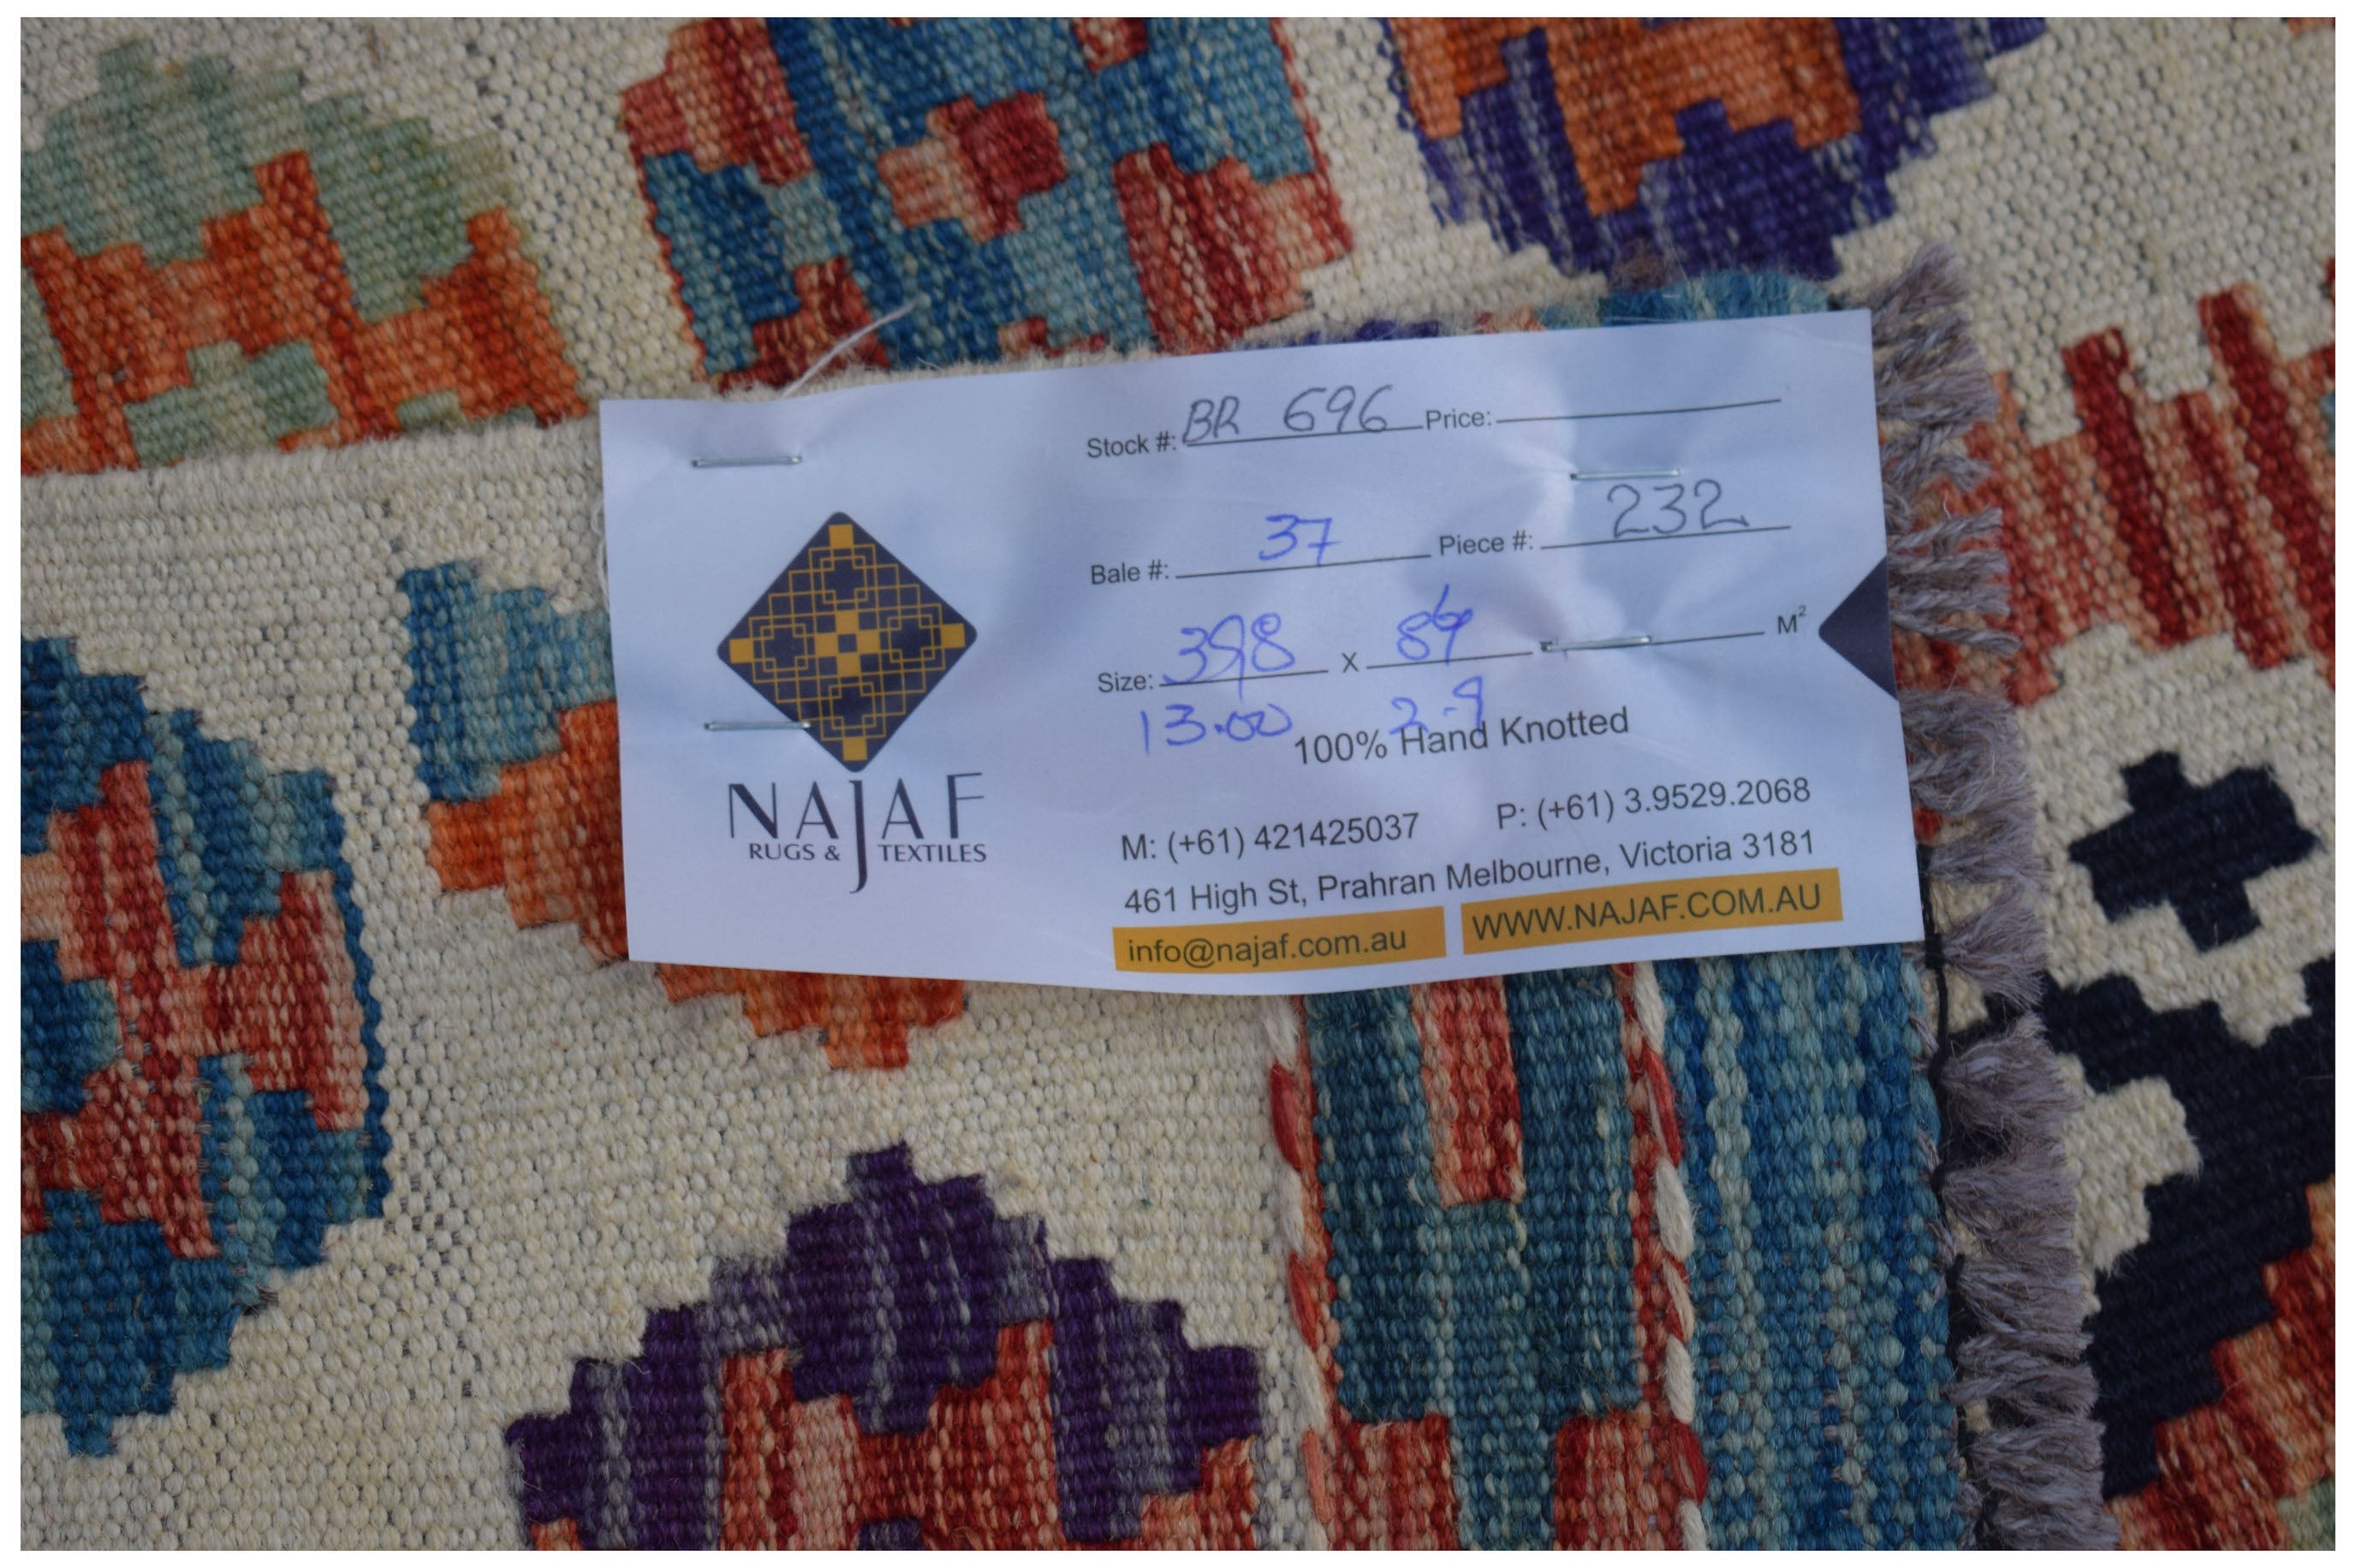 NAJAF
RUGS & TEXTILES
Stock #: BR 696 Price:
Bale #: 37 Piece #: 232
Size: 398 x M²
13.00 2-9
100% Hand Knotted
M: (+61) 421425037 P: (+61) 3.9529.2068
461 High St, Prahran Melbourne, Victoria 3181
info@najaf.com.au WWW.NAJAF.COM.AU